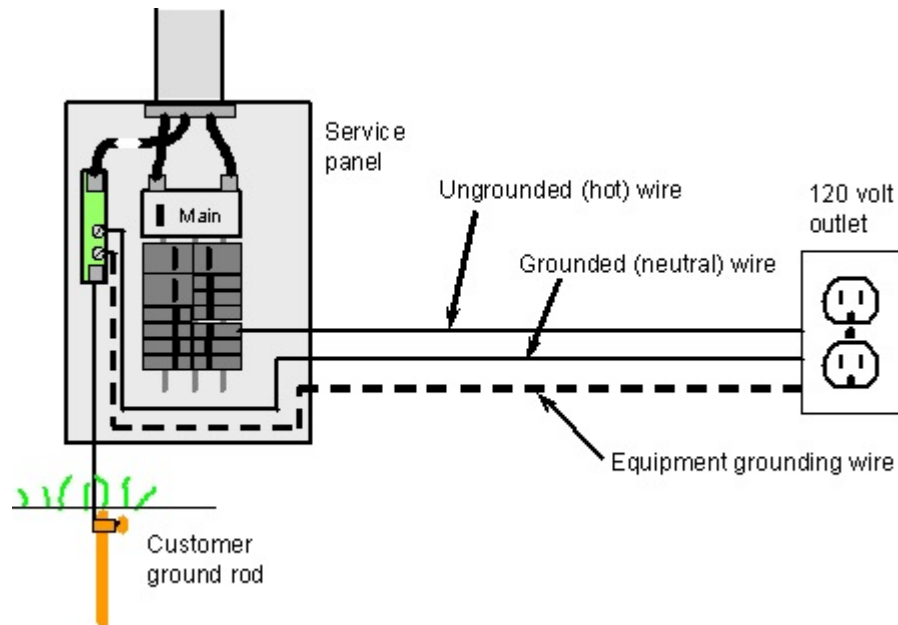 Service
panel
Ungrounded (hot) wire
120 volt
outlet
Main
Grounded (neutral) wire
Equipment grounding wire
Customer
ground rod